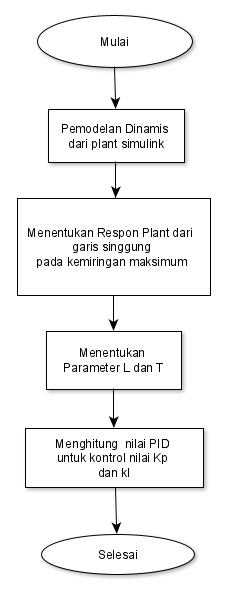 Mulai
Pemodelan Dinamis
dari plant simulink
Menentukan Respon Plant dari
garis singgung
pada kemiringan maksimum
Menentukan
Parameter L dan T
Menghitung nilai PID
untuk kontrol nilai Kp
dan kI
Selesai